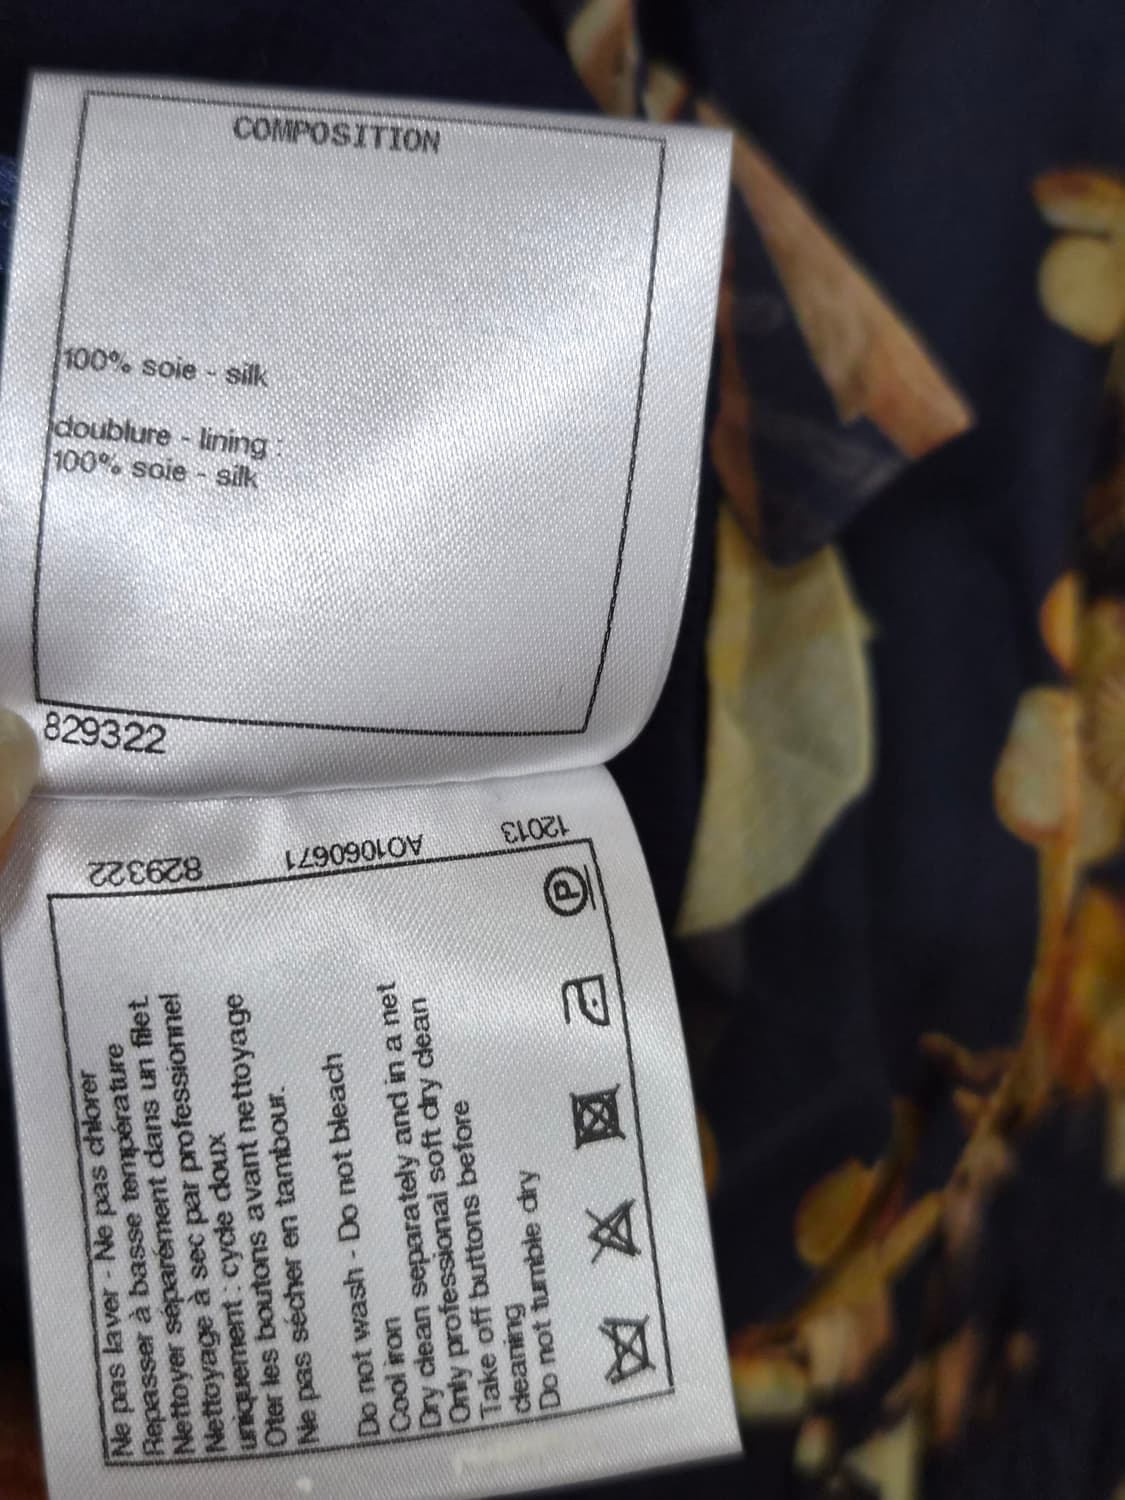 COMPOSITION
100% soie - silk
doublure - lining :
100% soie - silk
829322
829322
AO1060671
12013
Ne pas laver - Ne pas chlorer
Repasser à basse température
Nettoyer séparément dans un filet.
Nettoyage à sec par professionnel
uniquement : cycle doux
Oter les boutons avant nettoyage
Ne pas sécher en tambour.
Do not wash - Do not bleach
Cool iron
Dry clean separately and in a net
Only professional soft dry clean
Take off buttons before
cleaning
Do not tumble dry
P